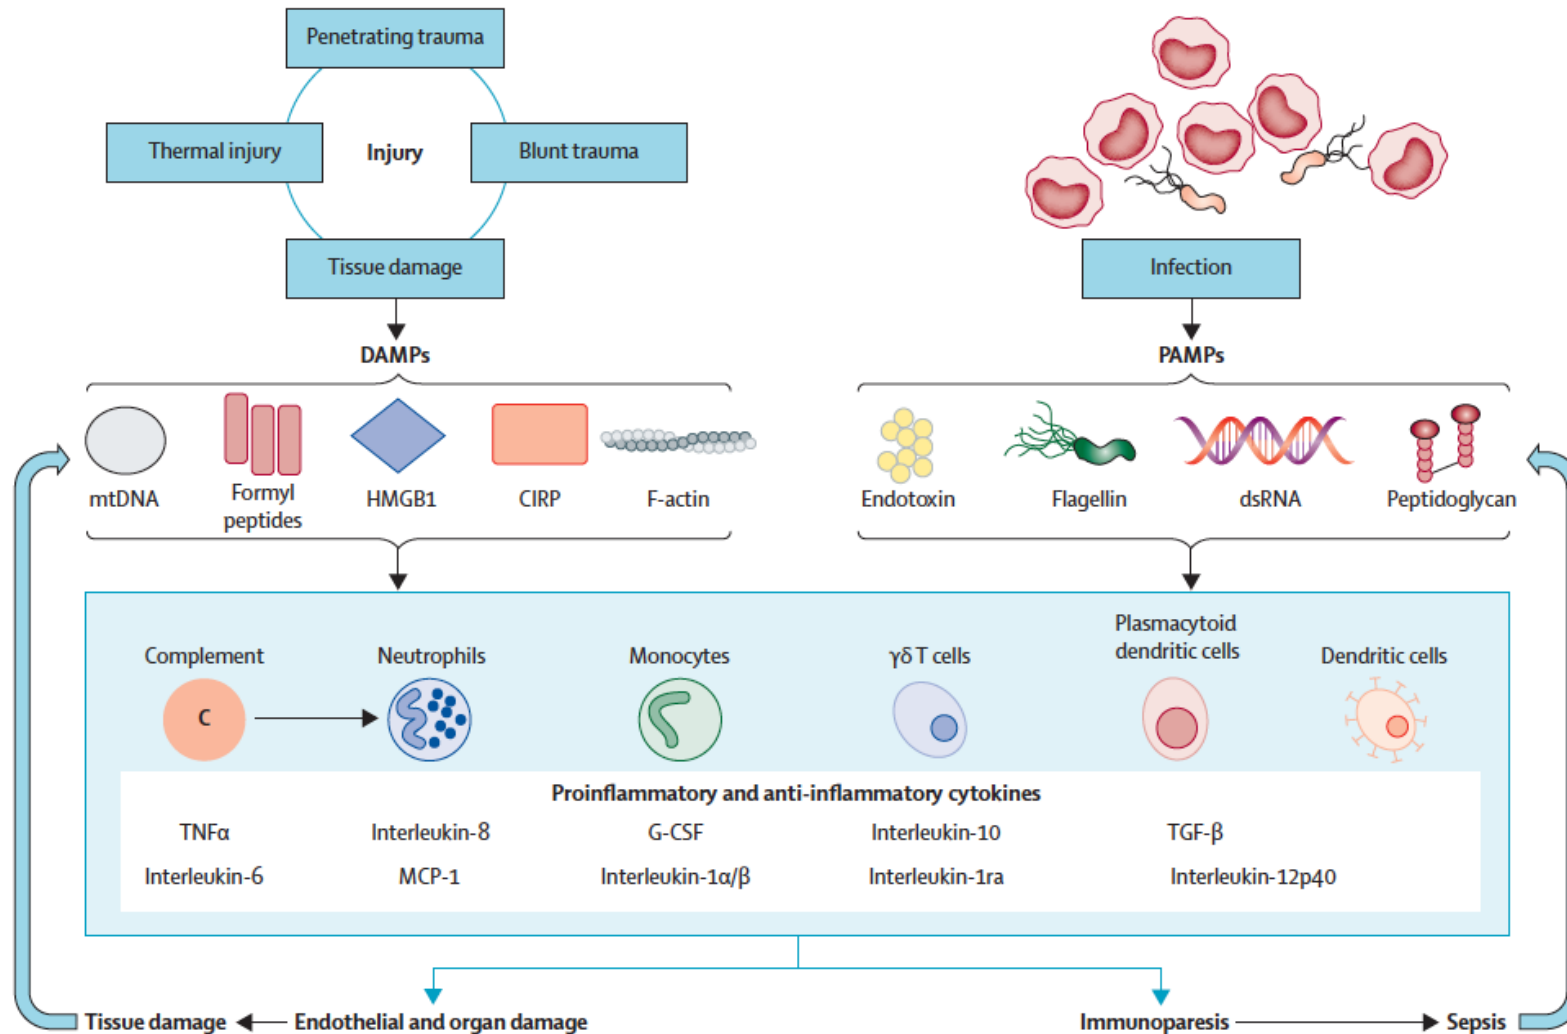 Penetrating trauma
Thermal injury
Injury
Blunt trauma
Tissue damage
Infection
DAMPs
PAMPs
mtDNA
Formyl
peptides
HMGB1
CIRP
F-actin
Endotoxin
Flagellin
dsRNA
Peptidoglycan
Complement
Neutrophils
Monocytes
γδ T cells
Plasmacytoid
dendritic cells
Dendritic cells
C
Proinflammatory and anti-inflammatory cytokines
TNFα
Interleukin-8
G-CSF
Interleukin-10
TGF-β
Interleukin-6
MCP-1
Interleukin-1α/β
Interleukin-1ra
Interleukin-12p40
Tissue damage
Endothelial and organ damage
Immunoparesis
Sepsis